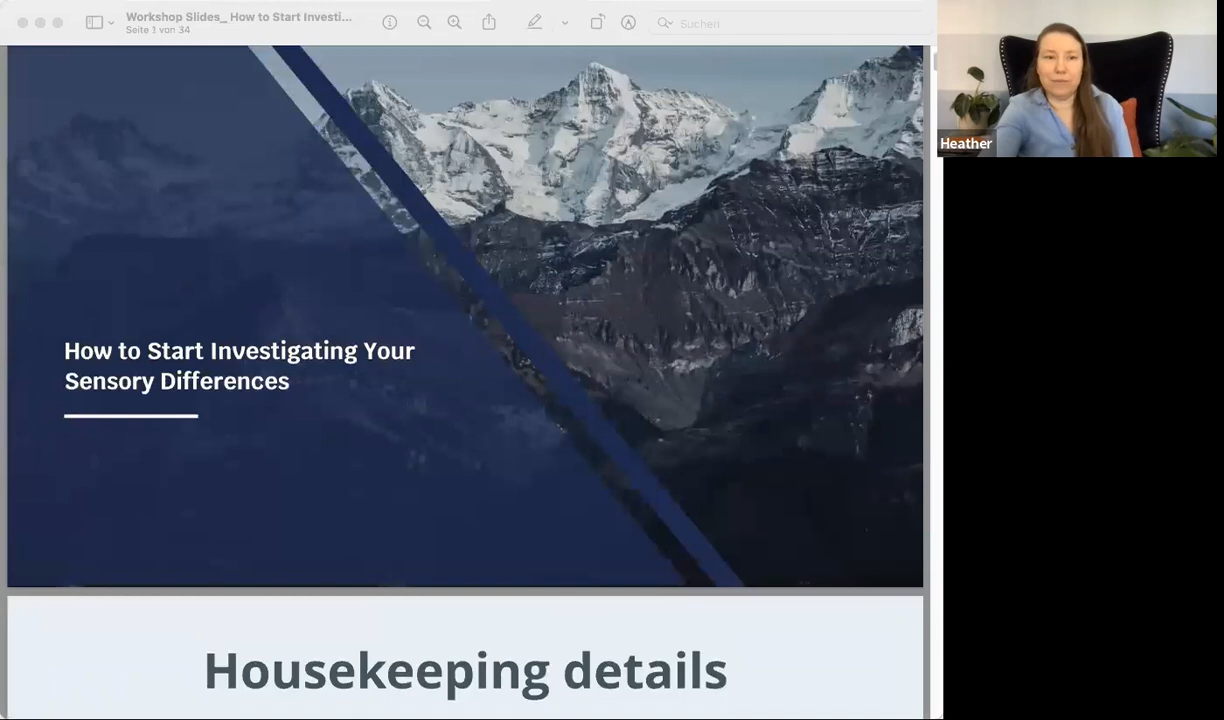 Workshop Slides_ How to Start Investi...
Seite 1 von 34
Suchen
Heather
How to Start Investigating Your
Sensory Differences
Housekeeping details